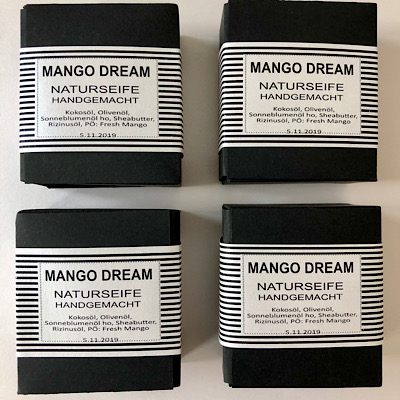 MANGO DREAM
NATURSEIFE
HANDGEMACHT
Kokosöl, Olivenöl,
Sonneblumenöl ho, Sheabutter,
Rizinusöl, PÖ: Fresh Mango
5.11.2019
MANGO DREAM
NATURSEIFE
HANDGEMACHT
Kokosöl, Olivenöl,
Sonneblumenöl ho, Sheabutter,
Rizinusöl, PÖ: Fresh Mango
5.11.2019
MANGO DREAM
NATURSEIFE
HANDGEMACHT
Kokosöl, Olivenöl,
Sonneblumenöl ho, Sheabutter,
Rizinusöl, PÖ: Fresh Mango
5.11.2019
MANGO DREAM
NATURSEIFE
HANDGEMACHT
Kokosöl, Olivenöl,
Sonneblumenöl ho, Sheabutter,
Rizinusöl, PÖ: Fresh Mango
5.11.2019